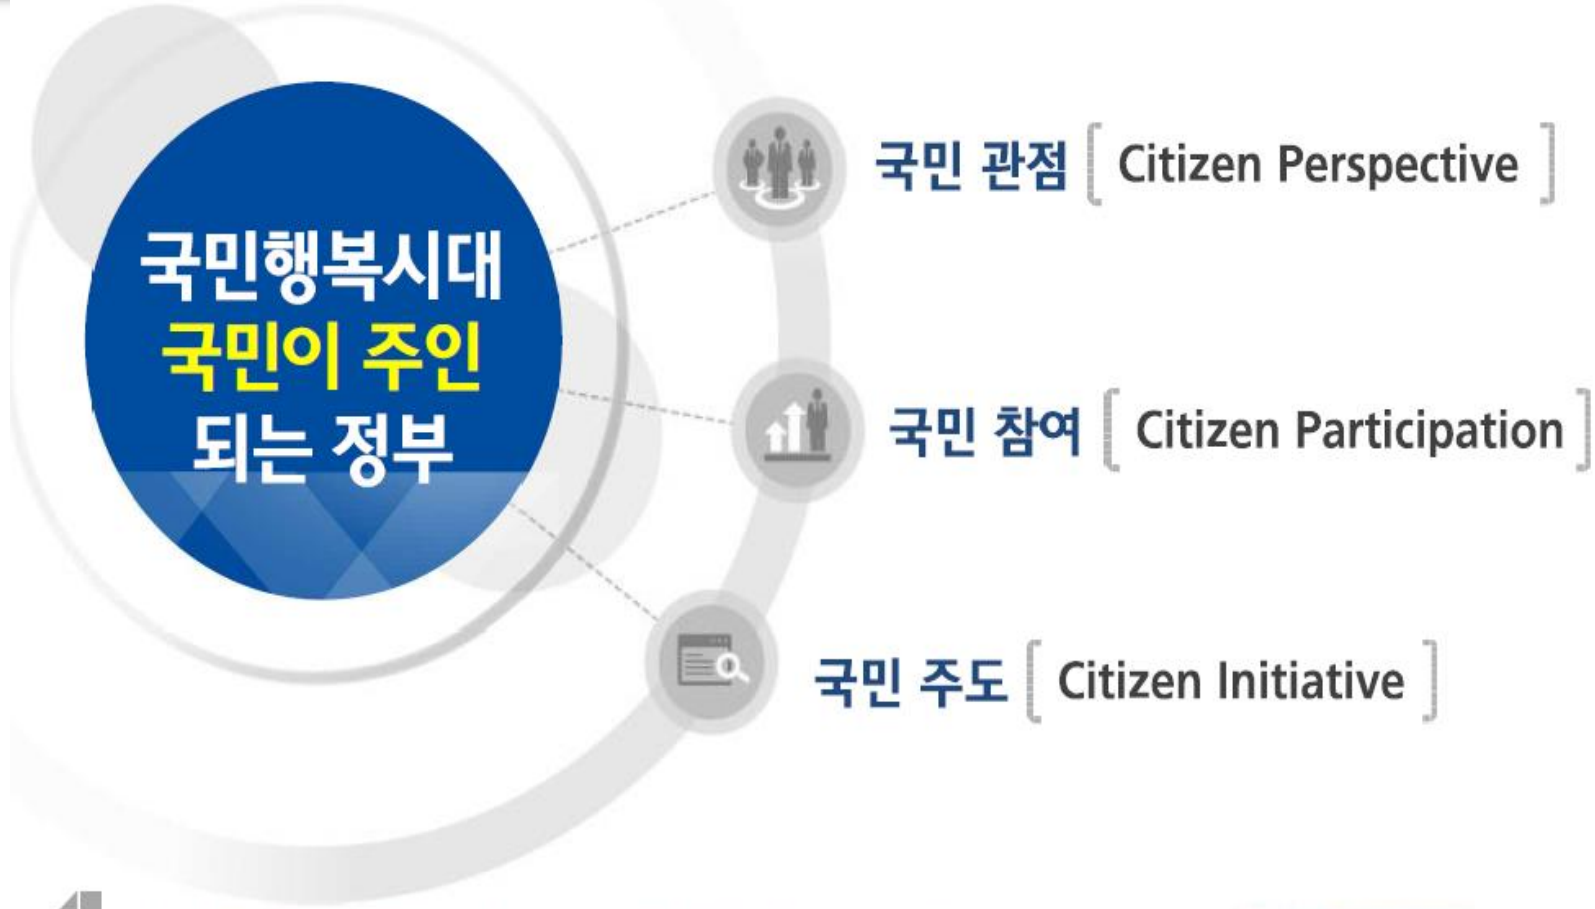 국민행복시대
국민이 주인
되는 정부
국민 관점 [ Citizen Perspective ]
국민 참여 [ Citizen Participation ]
국민 주도 [ Citizen Initiative ]